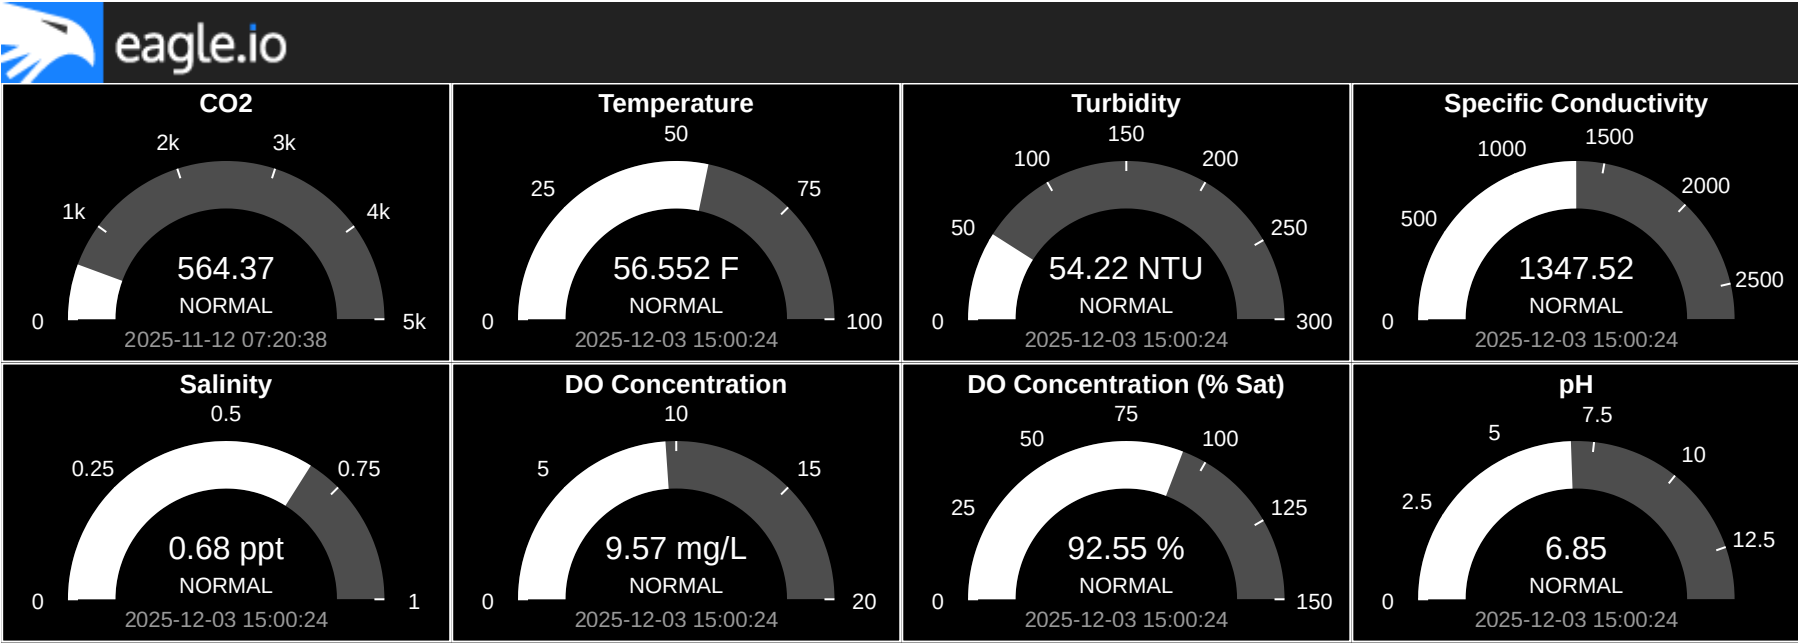 eagle.io
CO2
0
1k
2k
3k
4k
5k
564.37
NORMAL
2025-11-12 07:20:38
Temperature
0
25
50
75
100
56.552 F
NORMAL
2025-12-03 15:00:24
Turbidity
0
50
100
150
200
250
300
54.22 NTU
NORMAL
2025-12-03 15:00:24
Specific Conductivity
0
500
1000
1500
2000
2500
1347.52
NORMAL
2025-12-03 15:00:24
Salinity
0
0.25
0.5
0.75
1
0.68 ppt
NORMAL
2025-12-03 15:00:24
DO Concentration
0
5
10
15
20
9.57 mg/L
NORMAL
2025-12-03 15:00:24
DO Concentration (% Sat)
0
25
50
75
100
125
150
92.55 %
NORMAL
2025-12-03 15:00:24
pH
0
2.5
5
7.5
10
12.5
6.85
NORMAL
2025-12-03 15:00:24